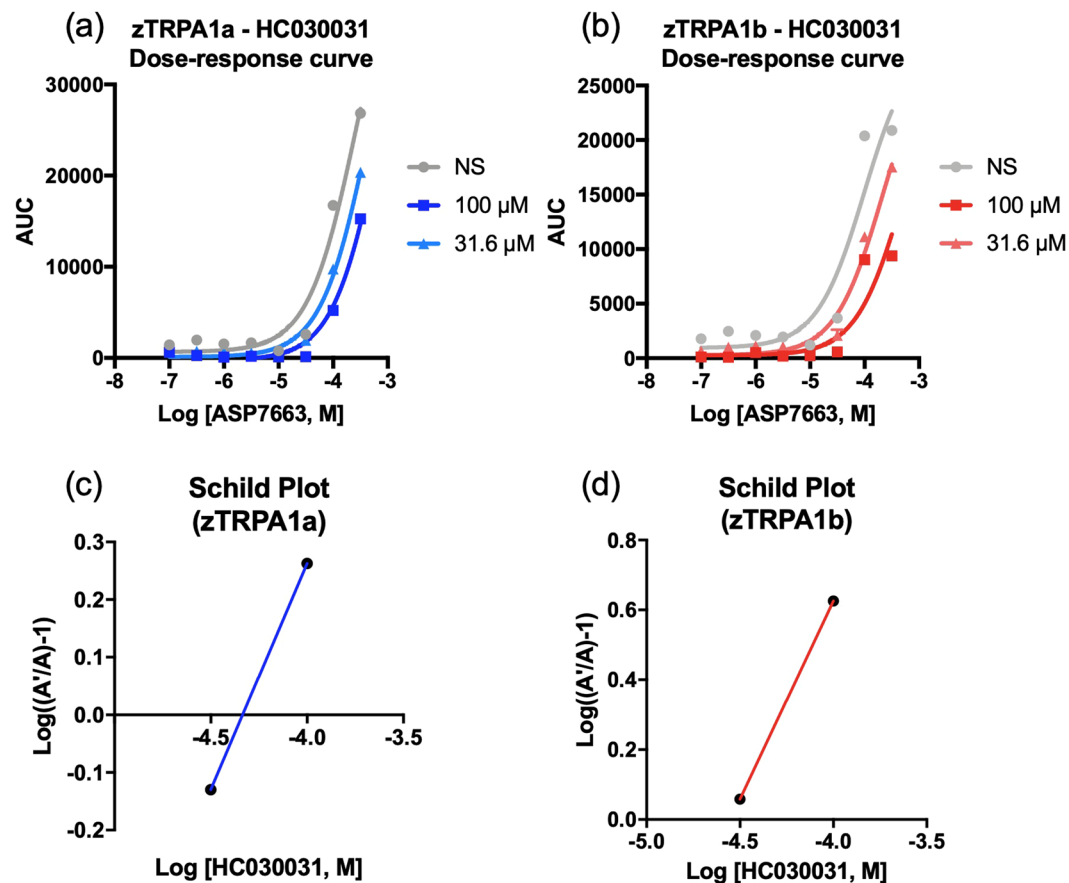 (a)
zTRPA1a - HC030031
Dose-response curve
30000
20000
10000
0
AUC
-8
-7
-6
-5
-4
-3
Log [ASP7663, M]
NS
100 µM
31.6 µM
(b)
zTRPA1b - HC030031
Dose-response curve
25000
20000
15000
10000
5000
0
AUC
-8
-7
-6
-5
-4
-3
Log [ASP7663, M]
NS
100 µM
31.6 µM
(c)
Schild Plot
(zTRPA1a)
0.3
0.2
0.1
0.0
-0.1
-0.2
Log((A'/A)-1)
-4.5
-4.0
-3.5
Log [HC030031, M]
(d)
Schild Plot
(zTRPA1b)
0.8
0.6
0.4
0.2
0.0
Log((A'/A)-1)
-5.0
-4.5
-4.0
-3.5
Log [HC030031, M]